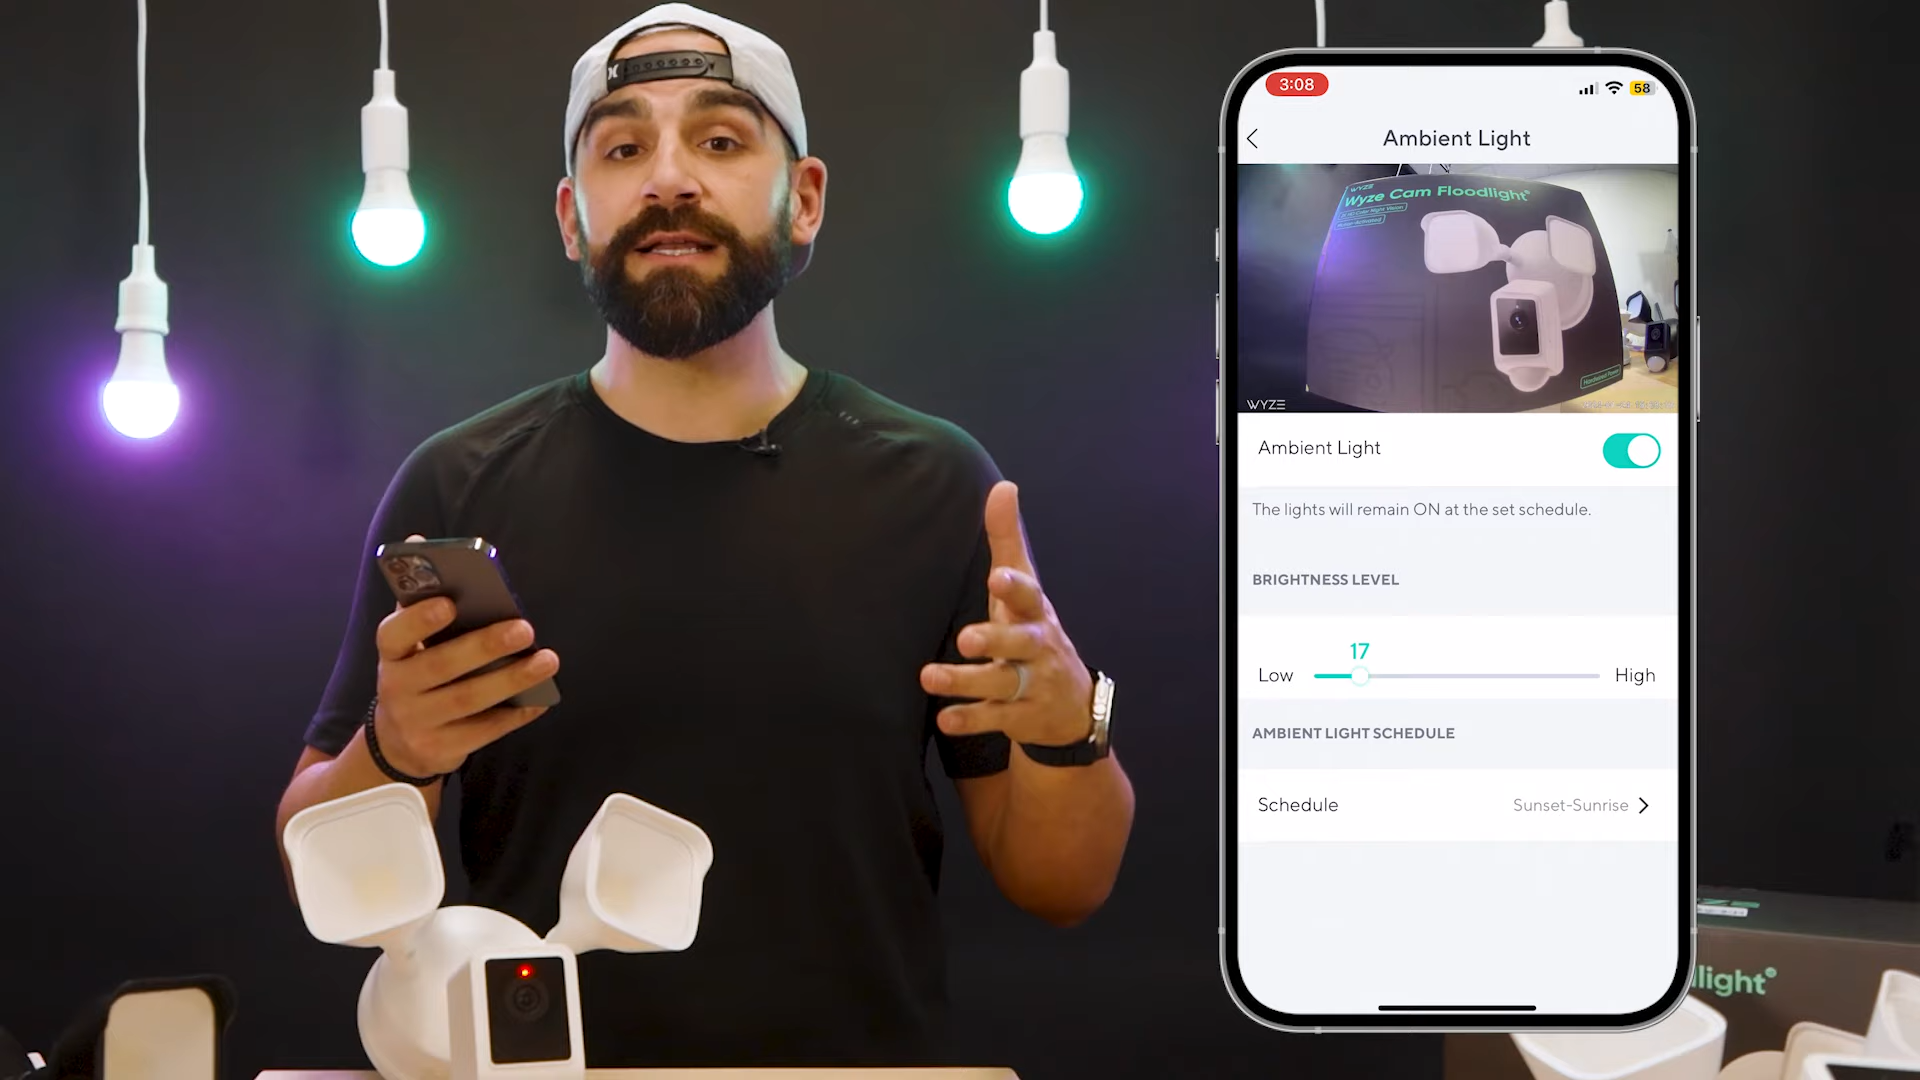 3:08
58
Ambient Light
WYZE
Wyze Cam Floodlight
WYZE
Ambient Light
The lights will remain ON at the set schedule.
BRIGHTNESS LEVEL
17
Low
High
AMBIENT LIGHT SCHEDULE
Schedule
Sunset-Sunrise
light